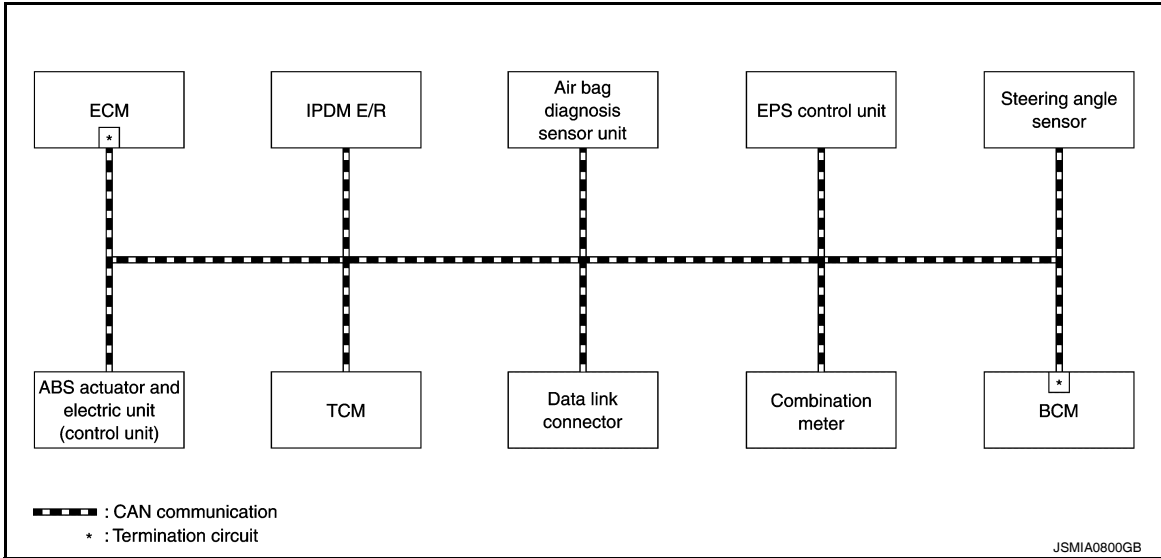 ECM
*
IPDM E/R
Air bag
diagnosis
sensor unit
EPS control unit
Steering angle
sensor
ABS actuator and
electric unit
(control unit)
TCM
Data link
connector
Combination
meter
*
BCM
: CAN communication
* : Termination circuit
JSMIA0800GB